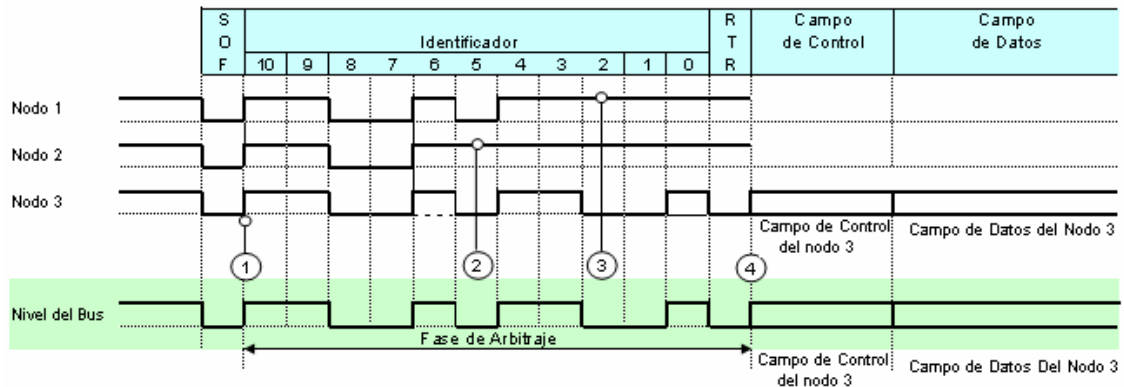 S
O
F
Identificador
10 9 8 7 6 5 4 3 2 1 0
R
T
R
Campo
de Control
Campo
de Datos
Nodo 1
Nodo 2
Nodo 3
Campo de Control
del nodo 3
Campo de Datos del Nodo 3
1
2
3
4
Nivel del Bus
Fase de Arbitraje
Campo de Control
del nodo 3
Campo de Datos Del Nodo 3